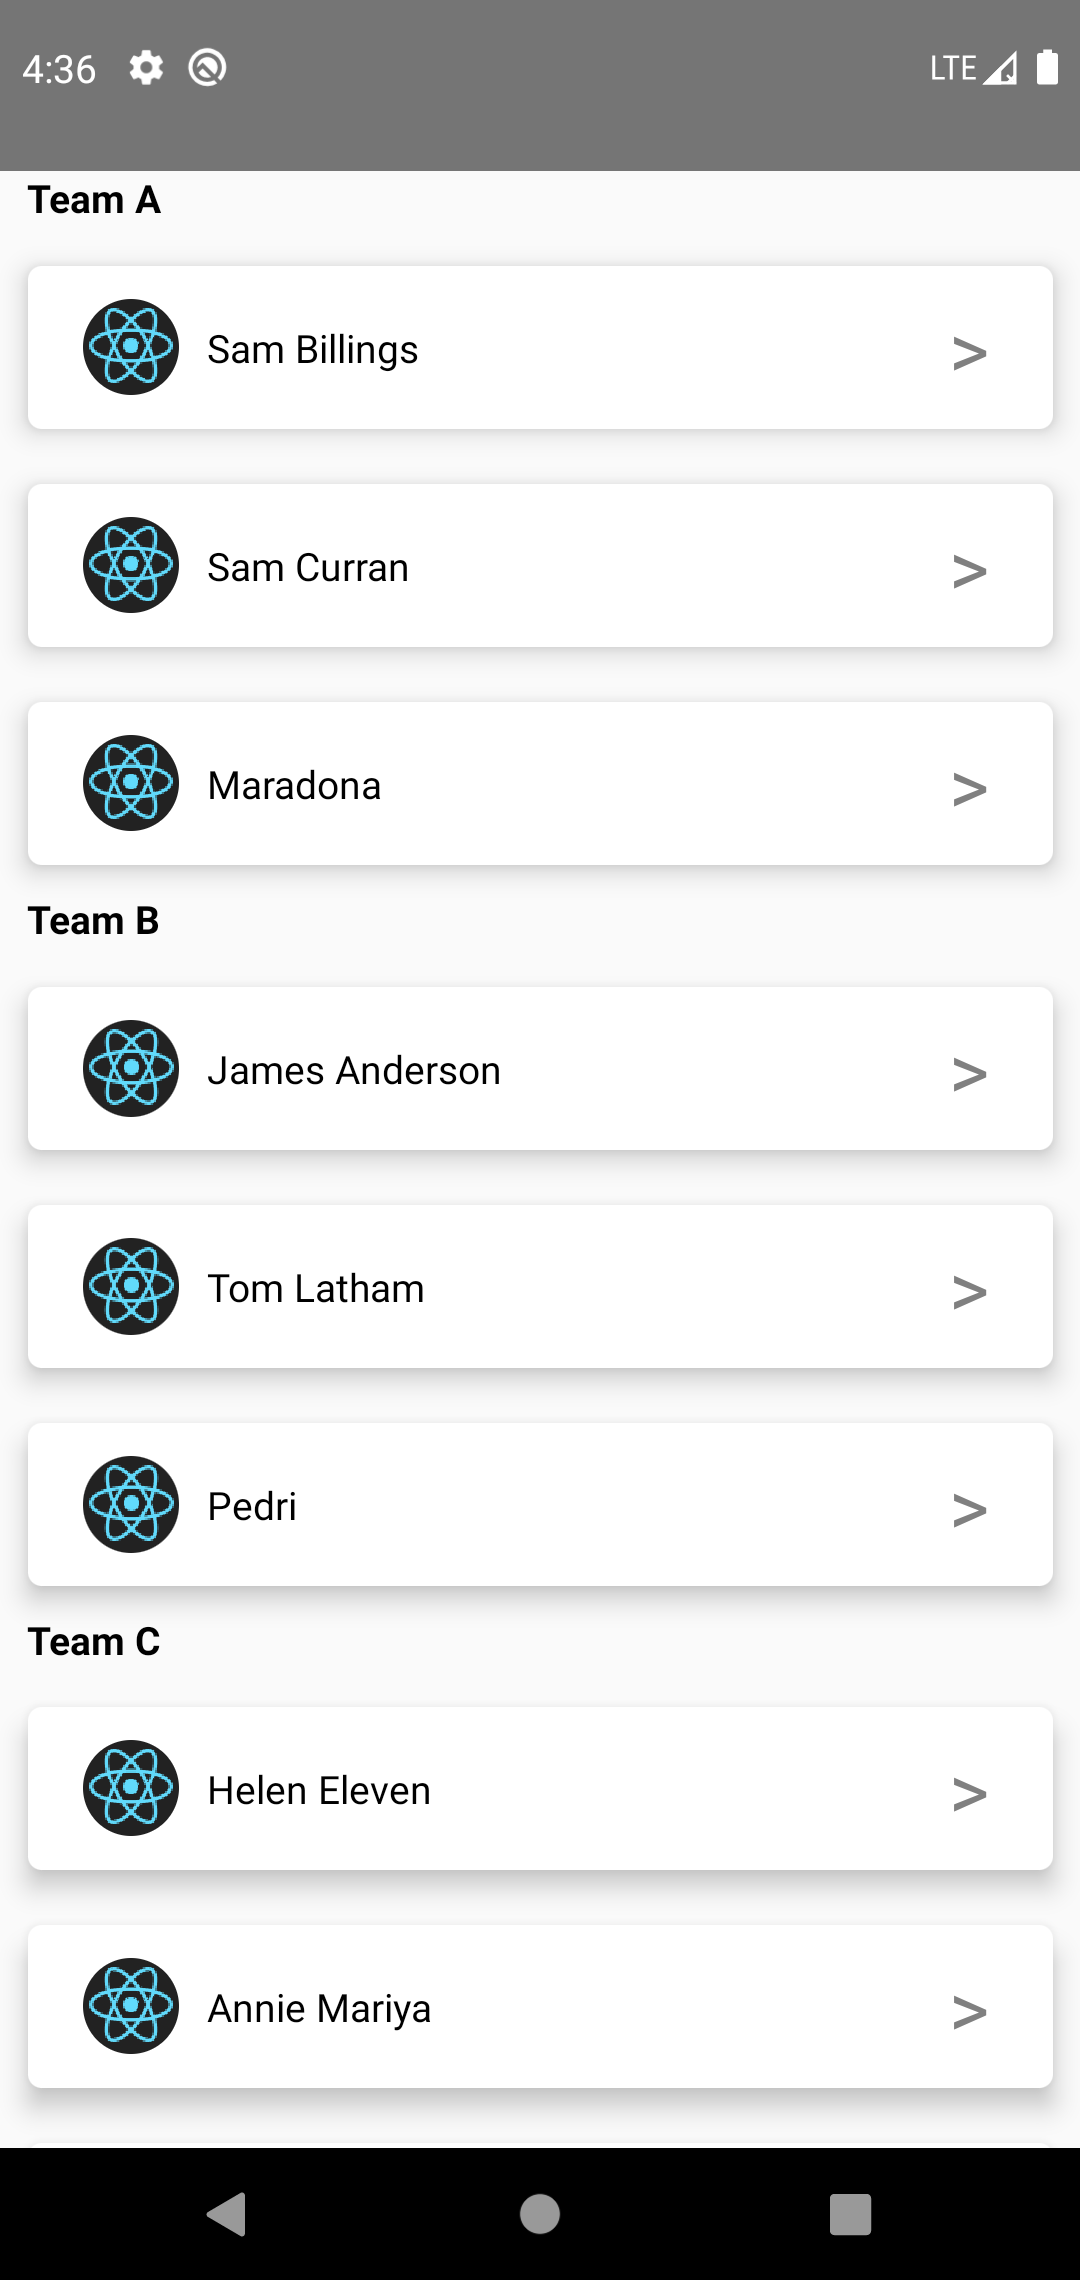 4:36 LTE
Team A
Sam Billings >
Sam Curran >
Maradona >
Team B
James Anderson >
Tom Latham >
Pedri >
Team C
Helen Eleven >
Annie Mariya >